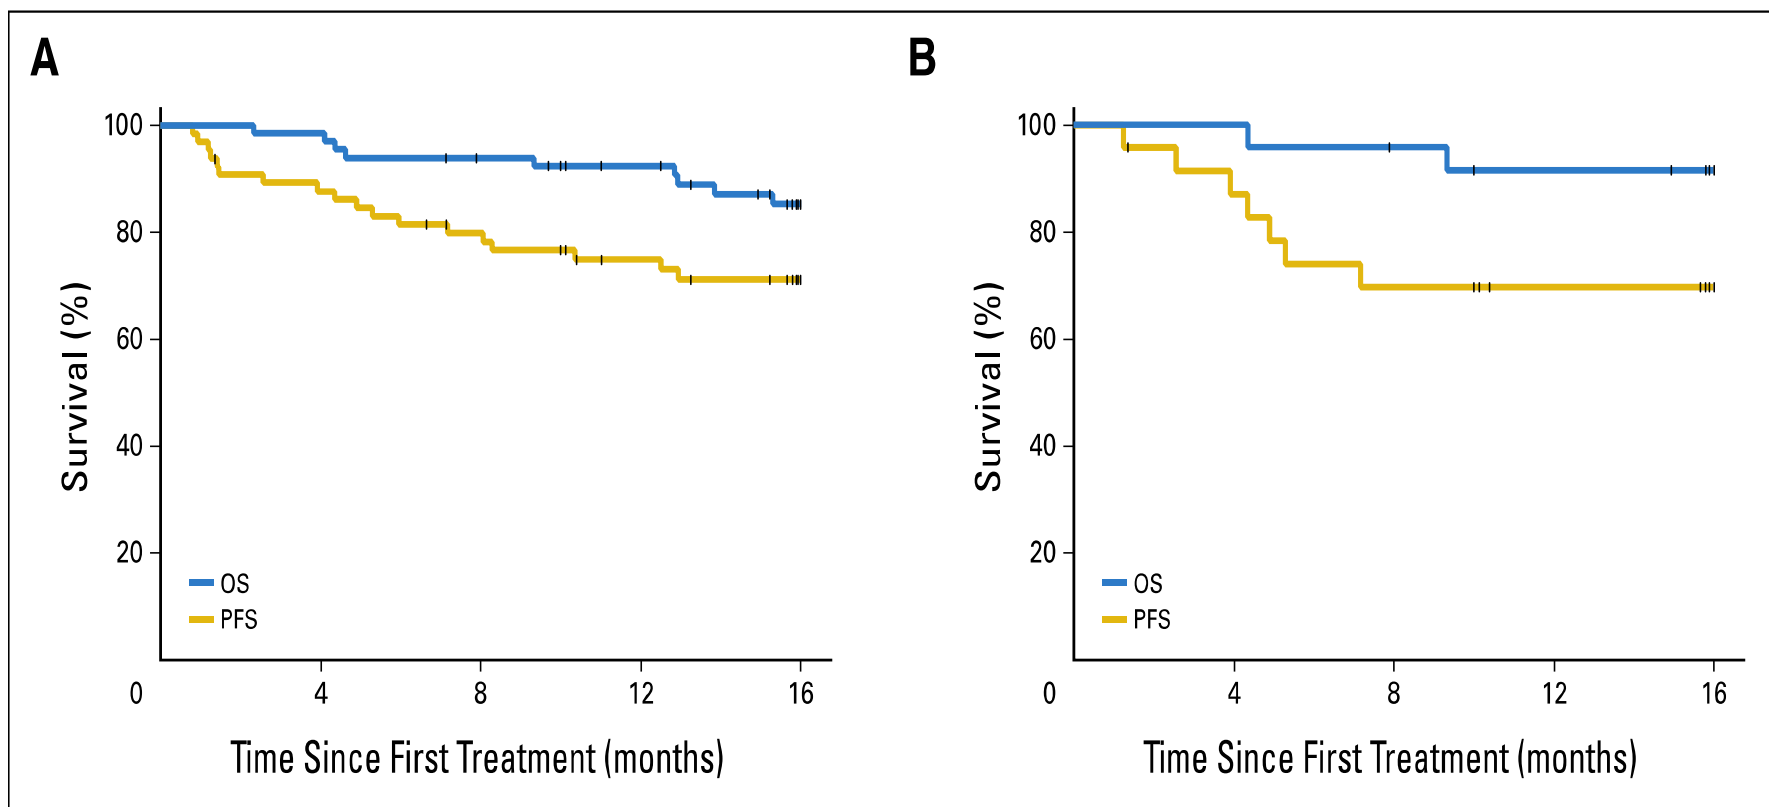 A
100
80
60
40
20
0
4
8
12
16
Survival (%)
OS
PFS
Time Since First Treatment (months)
B
100
80
60
40
20
0
4
8
12
16
Survival (%)
OS
PFS
Time Since First Treatment (months)